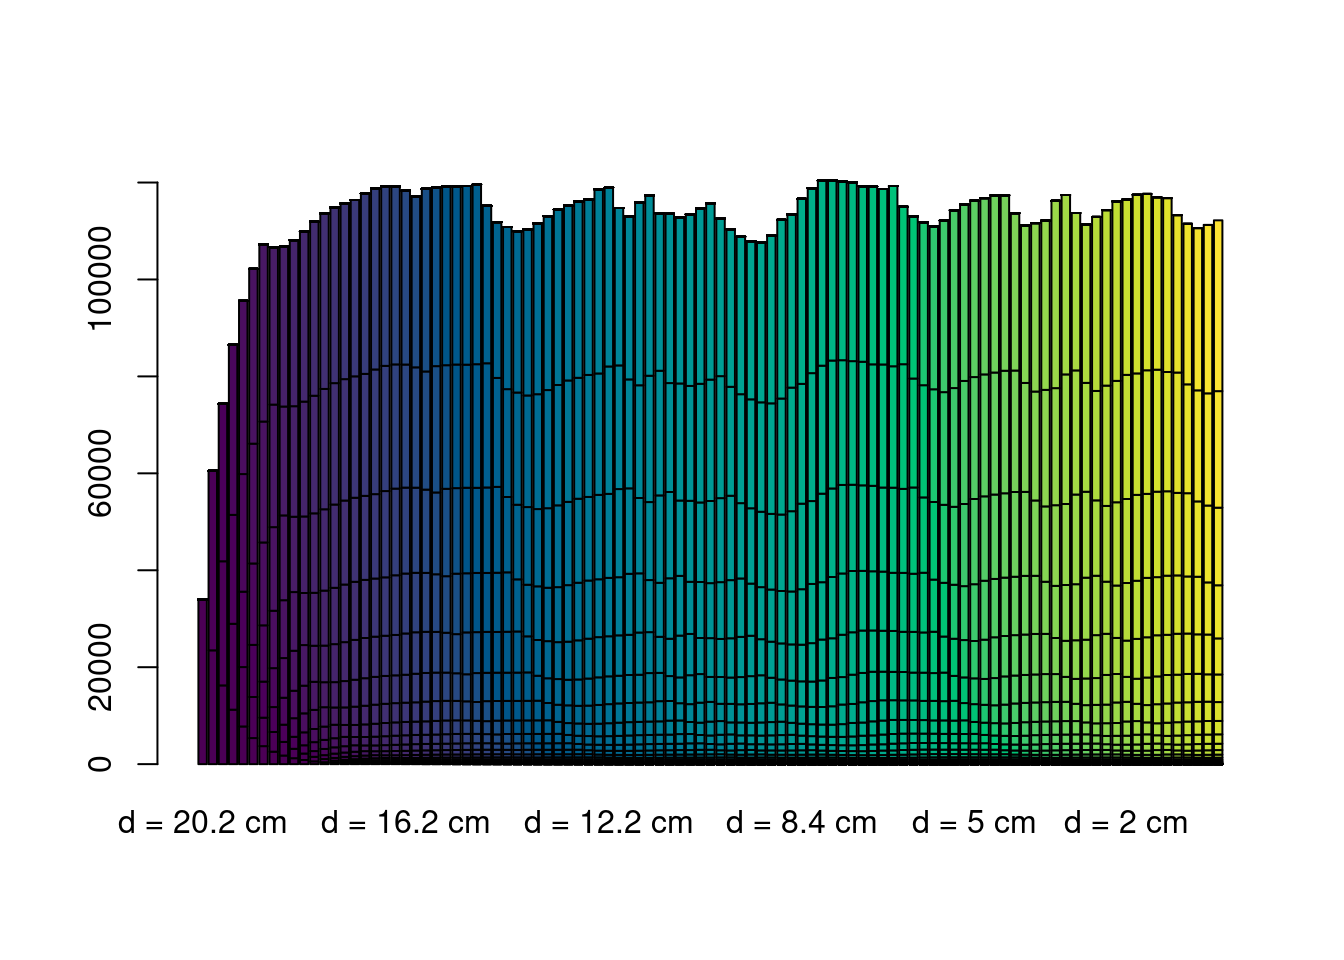 100000
60000
20000
0
d = 20.2 cm d = 16.2 cm d = 12.2 cm d = 8.4 cm d = 5 cm d = 2 cm